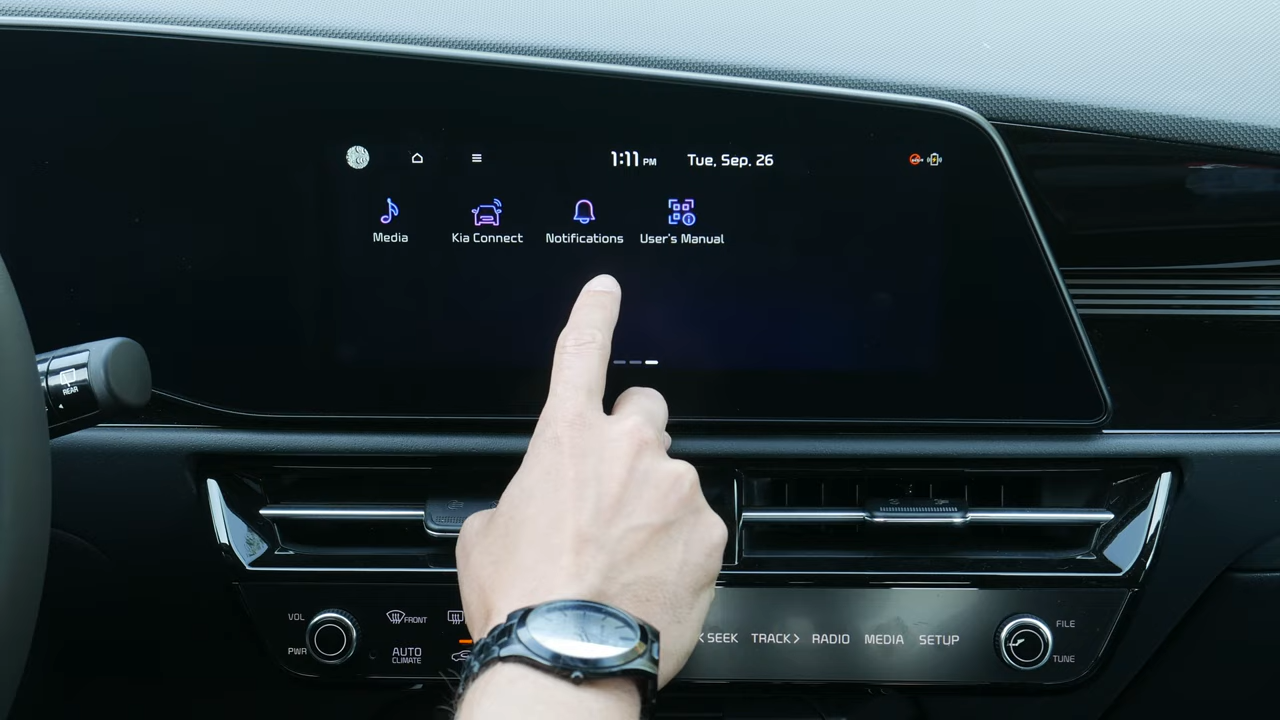 1:11 PM Tue, Sep. 26
Media Kia Connect Notifications User's Manual
REAR
VOL
PWR
FRONT
AUTO
CLIMATE
SEEK TRACK RADIO MEDIA SETUP
FILE
TUNE